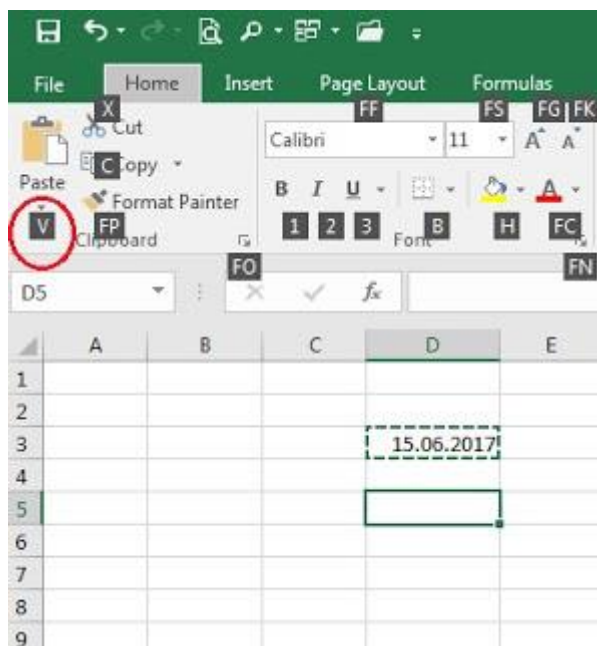 File Home Insert Page Layout Formulas
X FF FS FG FK
Cut
Calibri 11 A A
C opy
Paste
Format Painter B I U A
V FP 1 2 3 B H FC
Clipboard Font
FO FN
D5 fx
A B C D E
1
2
3 15.06.2017
4
5
6
7
8
9